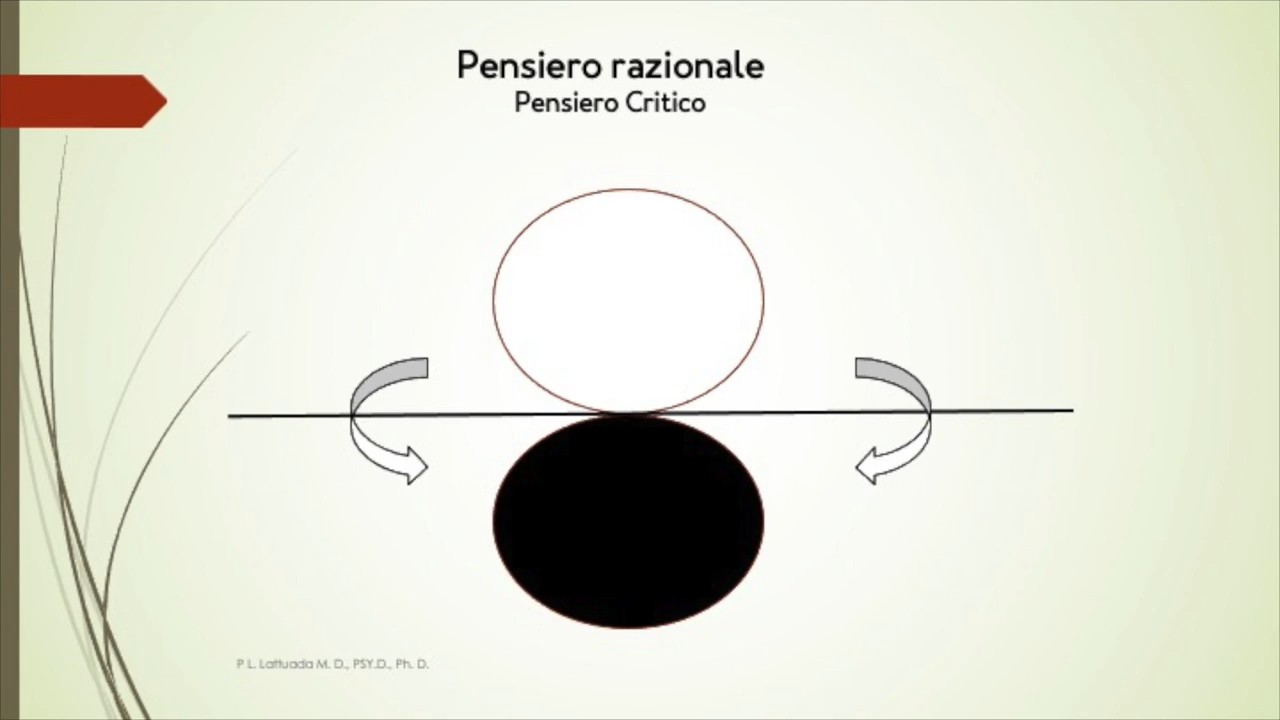 Pensiero razionale
Pensiero Critico
P L. Lattuada M. D., PSY.D., Ph. D.